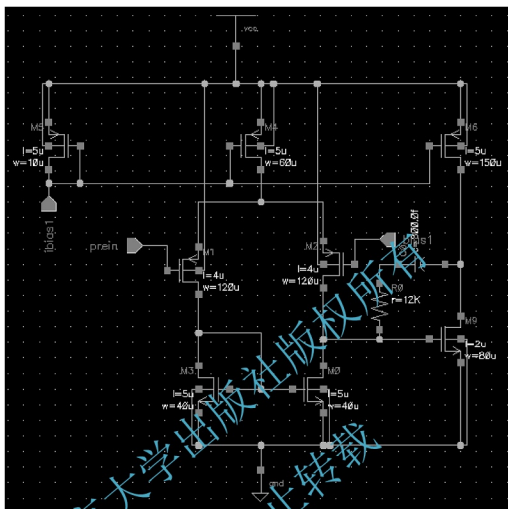 vcc
M5
l=5u
w=10u
M4
l=5u
w=60u
M6
l=5u
w=150u
ibias1
prein
M1
l=4u
w=120u
M2
l=4u
w=120u
R0
r=12K
M9
l=2u
w=80u
M3
l=5u
w=40u
M0
l=5u
w=40u
gnd
大学出版社版权所有
止转载